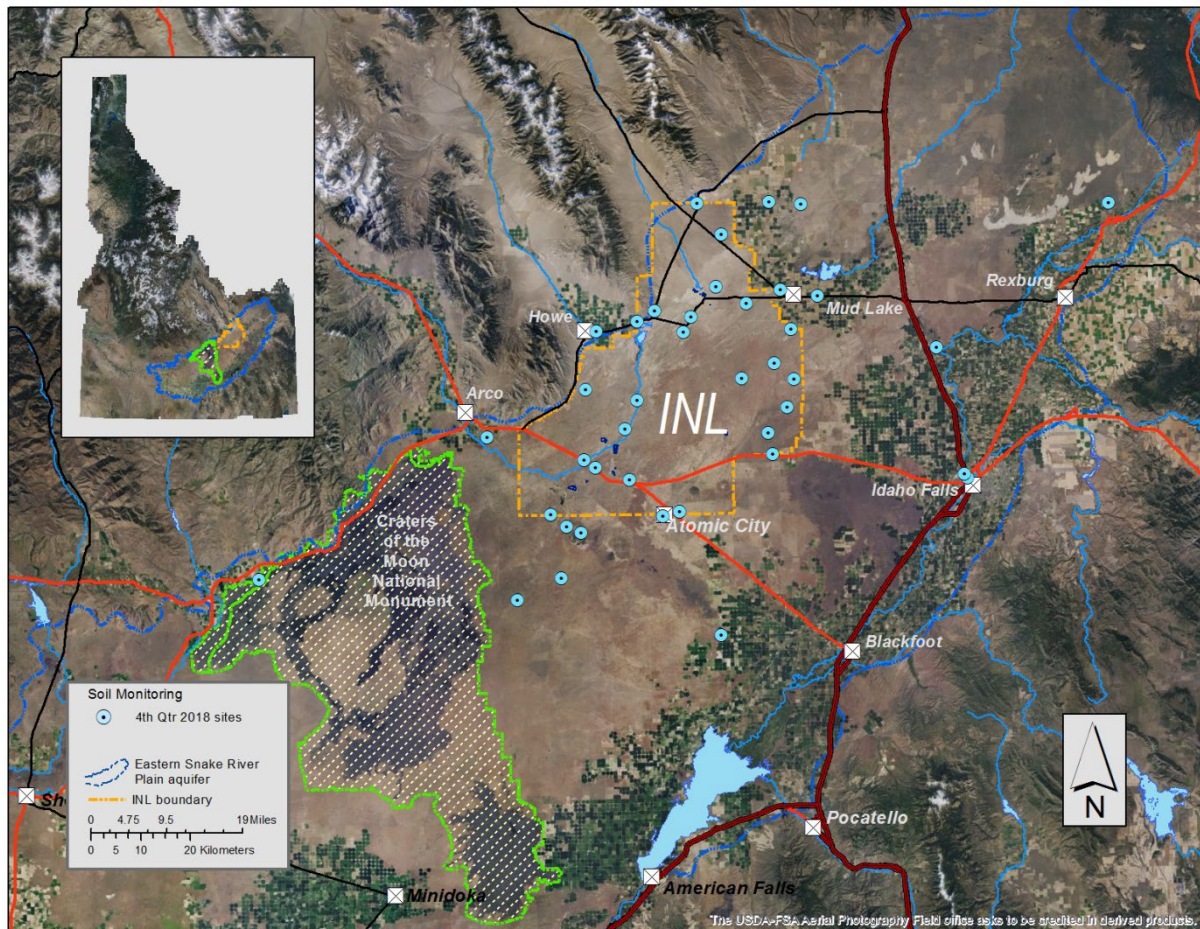 Howe
Mud Lake
Rexburg
Arco
INL
Idaho Falls
Atomic City
Craters
of the
Moon
National
Monument
Blackfoot
Soil Monitoring
4th Qtr 2018 sites
Eastern Snake River
Plain aquifer
INL boundary
0 4.75 9.5 19 Miles
0 5 10 20 Kilometers
Sh
N
Pocatello
American Falls
Minidoka
The USDA-FSA Aerial Photography Field office asks to be credited in derived products.